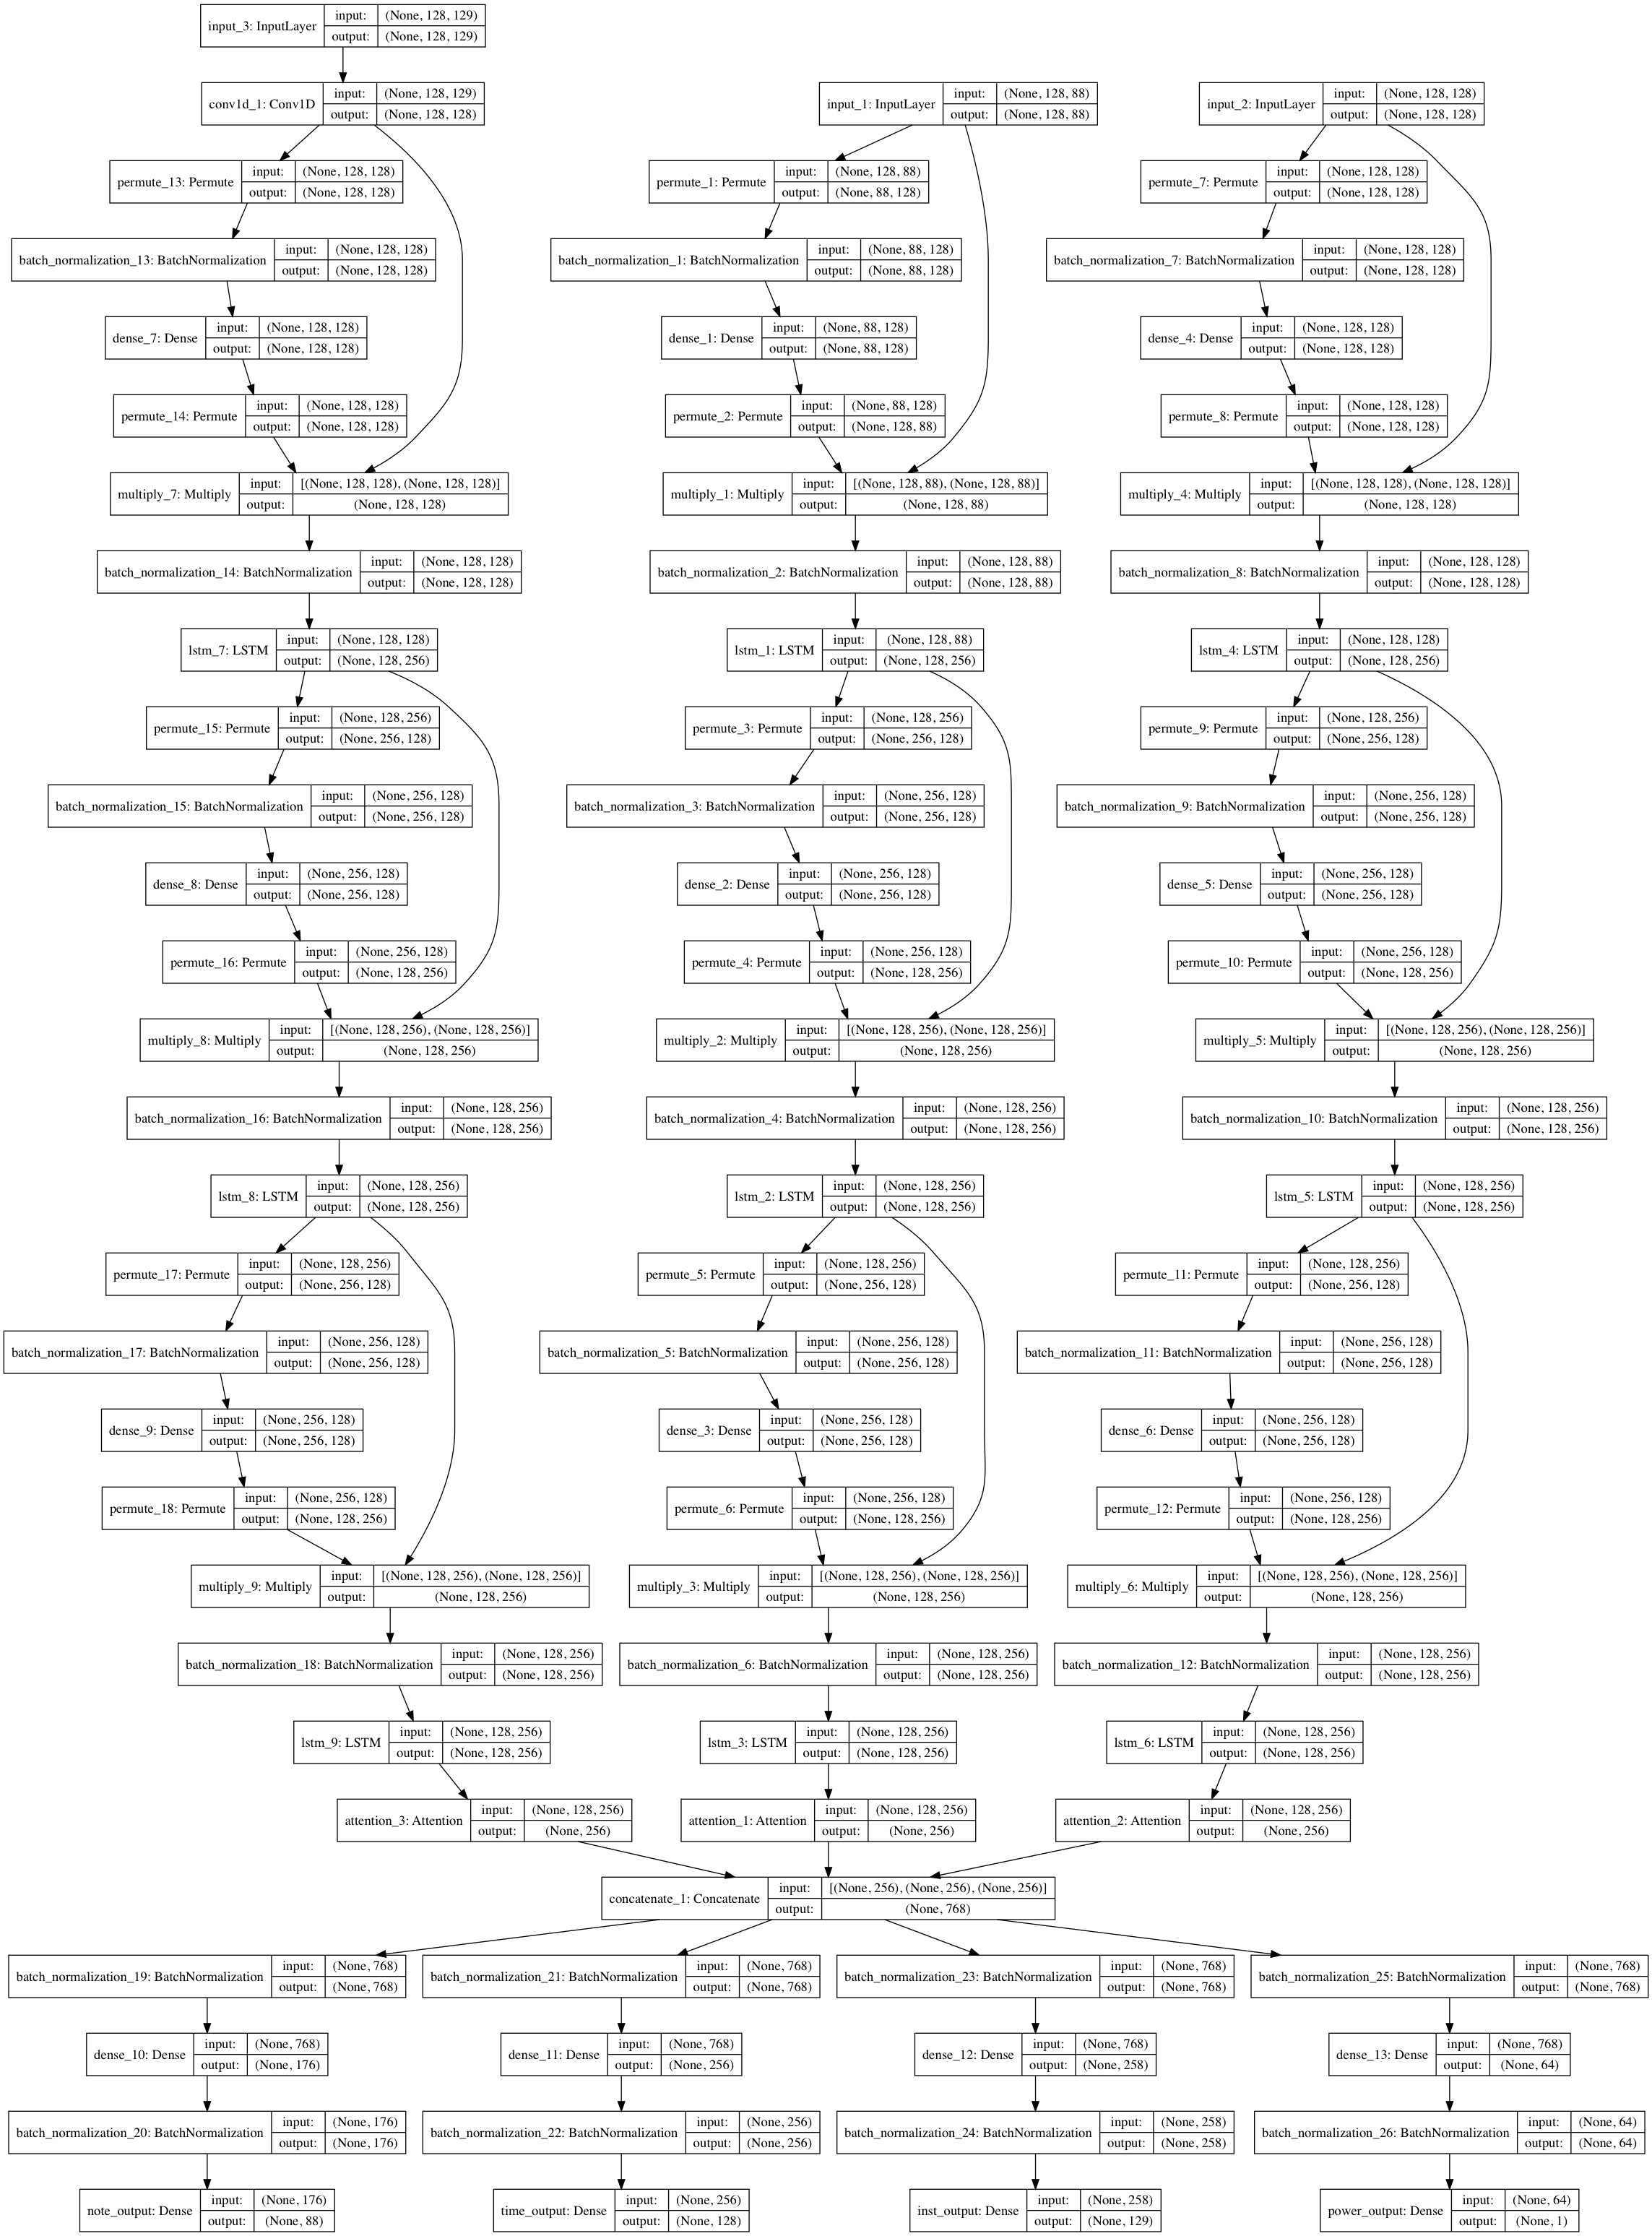 input_3: InputLayer
input: (None, 128, 129)
output: (None, 128, 129)
conv1d_1: Conv1D
input: (None, 128, 129)
output: (None, 128, 128)
input_1: InputLayer
input: (None, 128, 88)
output: (None, 128, 88)
input_2: InputLayer
input: (None, 128, 128)
output: (None, 128, 128)
permute_13: Permute
input: (None, 128, 128)
output: (None, 128, 128)
permute_1: Permute
input: (None, 128, 88)
output: (None, 88, 128)
permute_7: Permute
input: (None, 128, 128)
output: (None, 128, 128)
batch_normalization_13: BatchNormalization
input: (None, 128, 128)
output: (None, 128, 128)
batch_normalization_1: BatchNormalization
input: (None, 88, 128)
output: (None, 88, 128)
batch_normalization_7: BatchNormalization
input: (None, 128, 128)
output: (None, 128, 128)
dense_7: Dense
input: (None, 128, 128)
output: (None, 128, 128)
dense_1: Dense
input: (None, 88, 128)
output: (None, 88, 128)
dense_4: Dense
input: (None, 128, 128)
output: (None, 128, 128)
permute_14: Permute
input: (None, 128, 128)
output: (None, 128, 128)
permute_2: Permute
input: (None, 88, 128)
output: (None, 128, 88)
permute_8: Permute
input: (None, 128, 128)
output: (None, 128, 128)
multiply_7: Multiply
input: [(None, 128, 128), (None, 128, 128)]
output: (None, 128, 128)
multiply_1: Multiply
input: [(None, 128, 88), (None, 128, 88)]
output: (None, 128, 88)
multiply_4: Multiply
input: [(None, 128, 128), (None, 128, 128)]
output: (None, 128, 128)
batch_normalization_14: BatchNormalization
input: (None, 128, 128)
output: (None, 128, 128)
batch_normalization_2: BatchNormalization
input: (None, 128, 88)
output: (None, 128, 88)
batch_normalization_8: BatchNormalization
input: (None, 128, 128)
output: (None, 128, 128)
lstm_7: LSTM
input: (None, 128, 128)
output: (None, 128, 256)
lstm_1: LSTM
input: (None, 128, 88)
output: (None, 128, 256)
lstm_4: LSTM
input: (None, 128, 128)
output: (None, 128, 256)
permute_15: Permute
input: (None, 128, 256)
output: (None, 256, 128)
permute_3: Permute
input: (None, 128, 256)
output: (None, 256, 128)
permute_9: Permute
input: (None, 128, 256)
output: (None, 256, 128)
batch_normalization_15: BatchNormalization
input: (None, 256, 128)
output: (None, 256, 128)
batch_normalization_3: BatchNormalization
input: (None, 256, 128)
output: (None, 256, 128)
batch_normalization_9: BatchNormalization
input: (None, 256, 128)
output: (None, 256, 128)
dense_8: Dense
input: (None, 256, 128)
output: (None, 256, 128)
dense_2: Dense
input: (None, 256, 128)
output: (None, 256, 128)
dense_5: Dense
input: (None, 256, 128)
output: (None, 256, 128)
permute_16: Permute
input: (None, 256, 128)
output: (None, 128, 256)
permute_4: Permute
input: (None, 256, 128)
output: (None, 128, 256)
permute_10: Permute
input: (None, 256, 128)
output: (None, 128, 256)
multiply_8: Multiply
input: [(None, 128, 256), (None, 128, 256)]
output: (None, 128, 256)
multiply_2: Multiply
input: [(None, 128, 256), (None, 128, 256)]
output: (None, 128, 256)
multiply_5: Multiply
input: [(None, 128, 256), (None, 128, 256)]
output: (None, 128, 256)
batch_normalization_16: BatchNormalization
input: (None, 128, 256)
output: (None, 128, 256)
batch_normalization_4: BatchNormalization
input: (None, 128, 256)
output: (None, 128, 256)
batch_normalization_10: BatchNormalization
input: (None, 128, 256)
output: (None, 128, 256)
lstm_8: LSTM
input: (None, 128, 256)
output: (None, 128, 256)
lstm_2: LSTM
input: (None, 128, 256)
output: (None, 128, 256)
lstm_5: LSTM
input: (None, 128, 256)
output: (None, 128, 256)
permute_17: Permute
input: (None, 128, 256)
output: (None, 256, 128)
permute_5: Permute
input: (None, 128, 256)
output: (None, 256, 128)
permute_11: Permute
input: (None, 128, 256)
output: (None, 256, 128)
batch_normalization_17: BatchNormalization
input: (None, 256, 128)
output: (None, 256, 128)
batch_normalization_5: BatchNormalization
input: (None, 256, 128)
output: (None, 256, 128)
batch_normalization_11: BatchNormalization
input: (None, 256, 128)
output: (None, 256, 128)
dense_9: Dense
input: (None, 256, 128)
output: (None, 256, 128)
dense_3: Dense
input: (None, 256, 128)
output: (None, 256, 128)
dense_6: Dense
input: (None, 256, 128)
output: (None, 256, 128)
permute_18: Permute
input: (None, 256, 128)
output: (None, 128, 256)
permute_6: Permute
input: (None, 256, 128)
output: (None, 128, 256)
permute_12: Permute
input: (None, 256, 128)
output: (None, 128, 256)
multiply_9: Multiply
input: [(None, 128, 256), (None, 128, 256)]
output: (None, 128, 256)
multiply_3: Multiply
input: [(None, 128, 256), (None, 128, 256)]
output: (None, 128, 256)
multiply_6: Multiply
input: [(None, 128, 256), (None, 128, 256)]
output: (None, 128, 256)
batch_normalization_18: BatchNormalization
input: (None, 128, 256)
output: (None, 128, 256)
batch_normalization_6: BatchNormalization
input: (None, 128, 256)
output: (None, 128, 256)
batch_normalization_12: BatchNormalization
input: (None, 128, 256)
output: (None, 128, 256)
lstm_9: LSTM
input: (None, 128, 256)
output: (None, 128, 256)
lstm_3: LSTM
input: (None, 128, 256)
output: (None, 128, 256)
lstm_6: LSTM
input: (None, 128, 256)
output: (None, 128, 256)
attention_3: Attention
input: (None, 128, 256)
output: (None, 256)
attention_1: Attention
input: (None, 128, 256)
output: (None, 256)
attention_2: Attention
input: (None, 128, 256)
output: (None, 256)
concatenate_1: Concatenate
input: [(None, 256), (None, 256), (None, 256)]
output: (None, 768)
batch_normalization_19: BatchNormalization
input: (None, 768)
output: (None, 768)
batch_normalization_21: BatchNormalization
input: (None, 768)
output: (None, 768)
batch_normalization_23: BatchNormalization
input: (None, 768)
output: (None, 768)
batch_normalization_25: BatchNormalization
input: (None, 768)
output: (None, 768)
dense_10: Dense
input: (None, 768)
output: (None, 176)
dense_11: Dense
input: (None, 768)
output: (None, 256)
dense_12: Dense
input: (None, 768)
output: (None, 258)
dense_13: Dense
input: (None, 768)
output: (None, 64)
batch_normalization_20: BatchNormalization
input: (None, 176)
output: (None, 176)
batch_normalization_22: BatchNormalization
input: (None, 256)
output: (None, 256)
batch_normalization_24: BatchNormalization
input: (None, 258)
output: (None, 258)
batch_normalization_26: BatchNormalization
input: (None, 64)
output: (None, 64)
note_output: Dense
input: (None, 176)
output: (None, 88)
time_output: Dense
input: (None, 256)
output: (None, 128)
inst_output: Dense
input: (None, 258)
output: (None, 129)
power_output: Dense
input: (None, 64)
output: (None, 1)